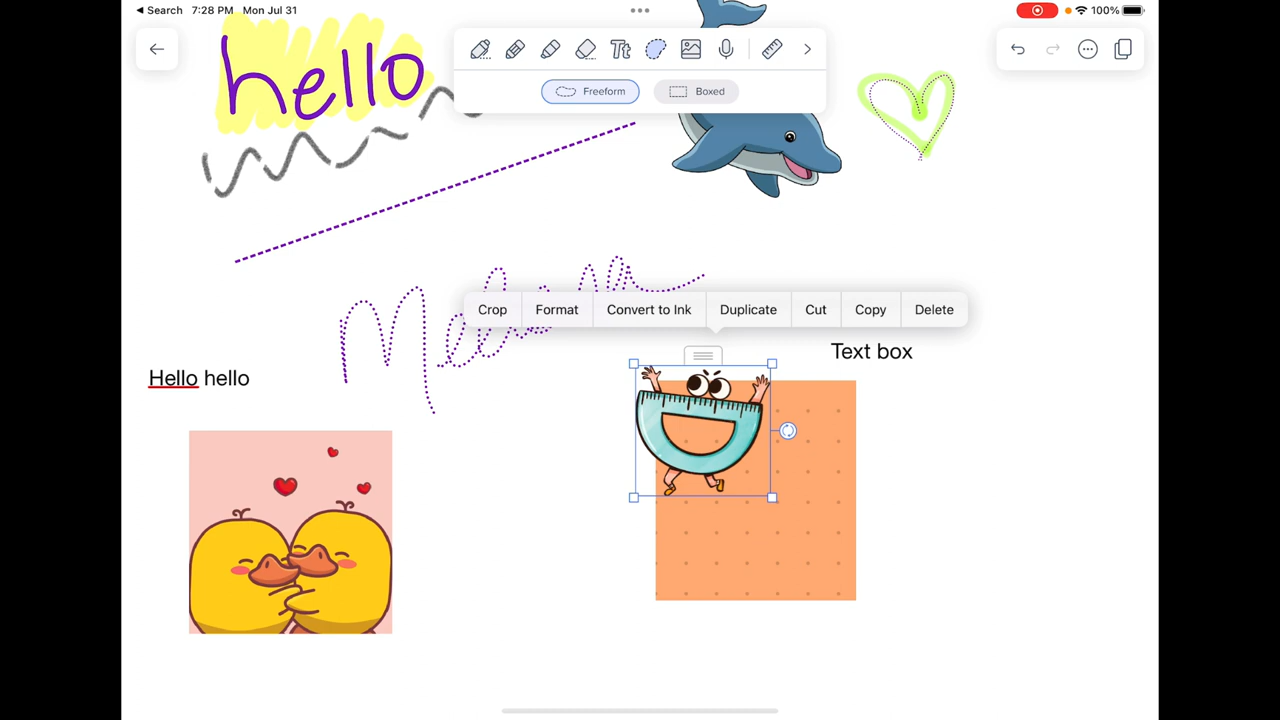 Search 7:28 PM Mon Jul 31
100%
hello
Tt
Freeform
Boxed
Crop
Format
Convert to Ink
Duplicate
Cut
Copy
Delete
Text box
Hello hello